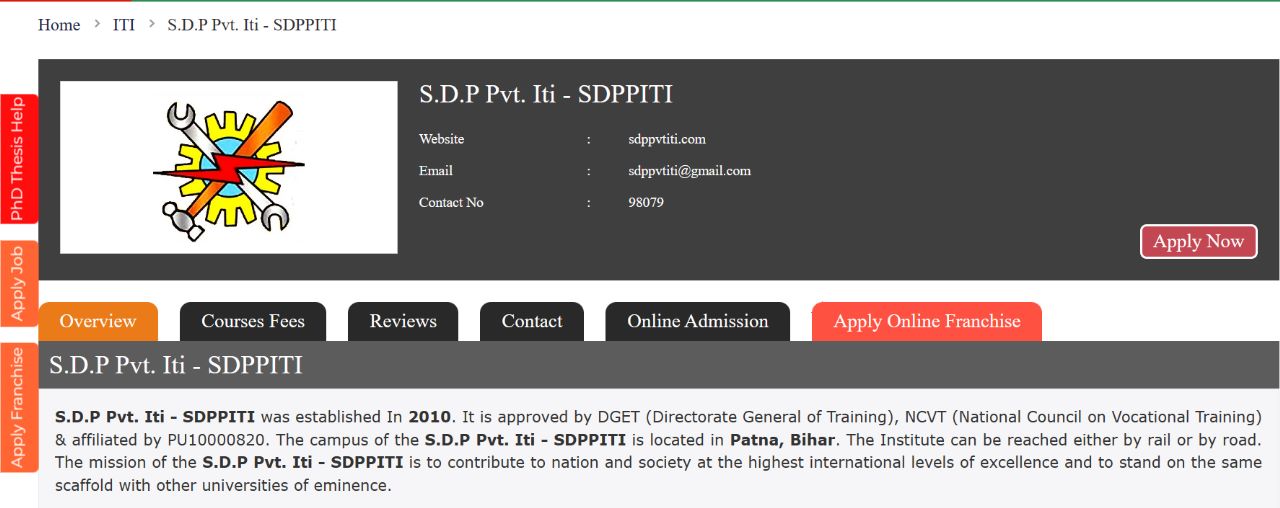 Home > ITI > S.D.P Pvt. Iti - SDPPITI
PhD Thesis Help
Apply Job
Apply Franchise
S.D.P Pvt. Iti - SDPPITI
Website : sdppvtiti.com
Email : sdppvtiti@gmail.com
Contact No : 98079
Apply Now
Overview Courses Fees Reviews Contact Online Admission Apply Online Franchise
S.D.P Pvt. Iti - SDPPITI
S.D.P Pvt. Iti - SDPPITI was established In 2010. It is approved by DGET (Directorate General of Training), NCVT (National Council on Vocational Training)
& affiliated by PU10000820. The campus of the S.D.P Pvt. Iti - SDPPITI is located in Patna, Bihar. The Institute can be reached either by rail or by road.
The mission of the S.D.P Pvt. Iti - SDPPITI is to contribute to nation and society at the highest international levels of excellence and to stand on the same
scaffold with other universities of eminence.